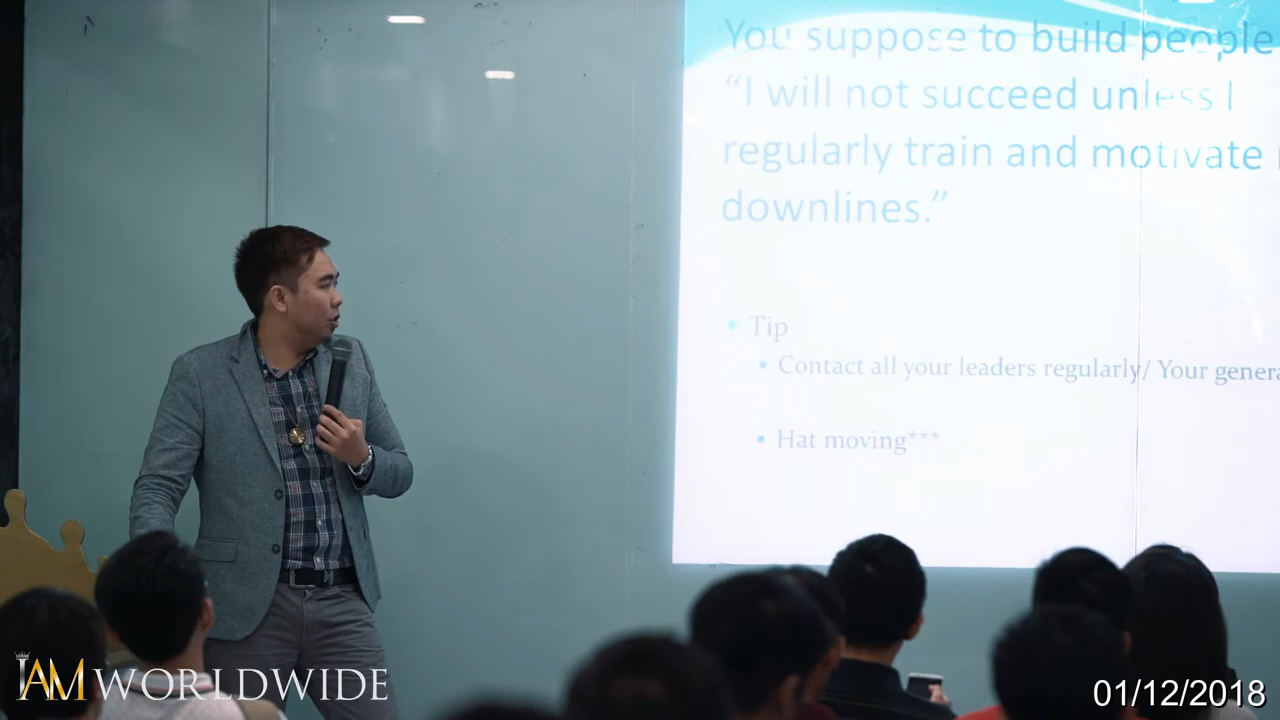 You suppose to build people
“I will not succeed unless I
regularly train and motivate
downlines.”
Tip
Contact all your leaders regularly/ Your genera
Hat moving***
IAM WORLDWIDE
01/12/2018